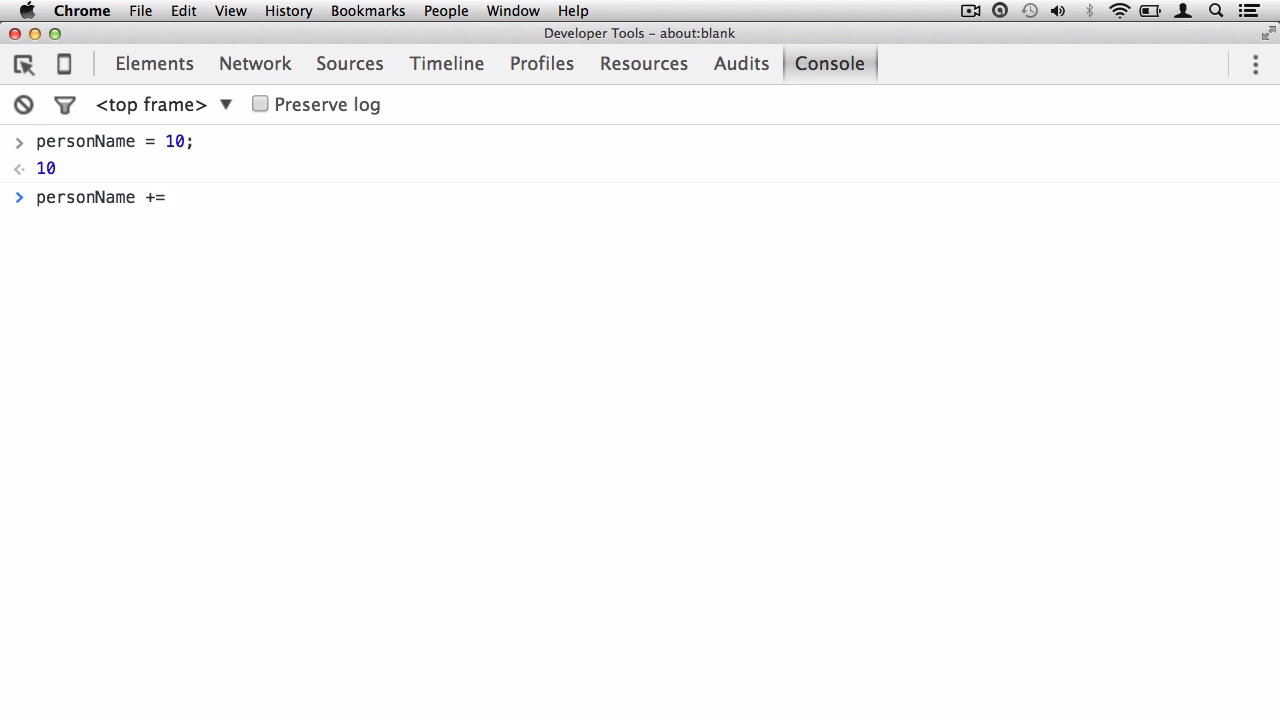 Chrome File Edit View History Bookmarks People Window Help
Developer Tools - about:blank
Elements Network Sources Timeline Profiles Resources Audits Console
<top frame> ▼ Preserve log
> personName = 10;
<· 10
> personName +=